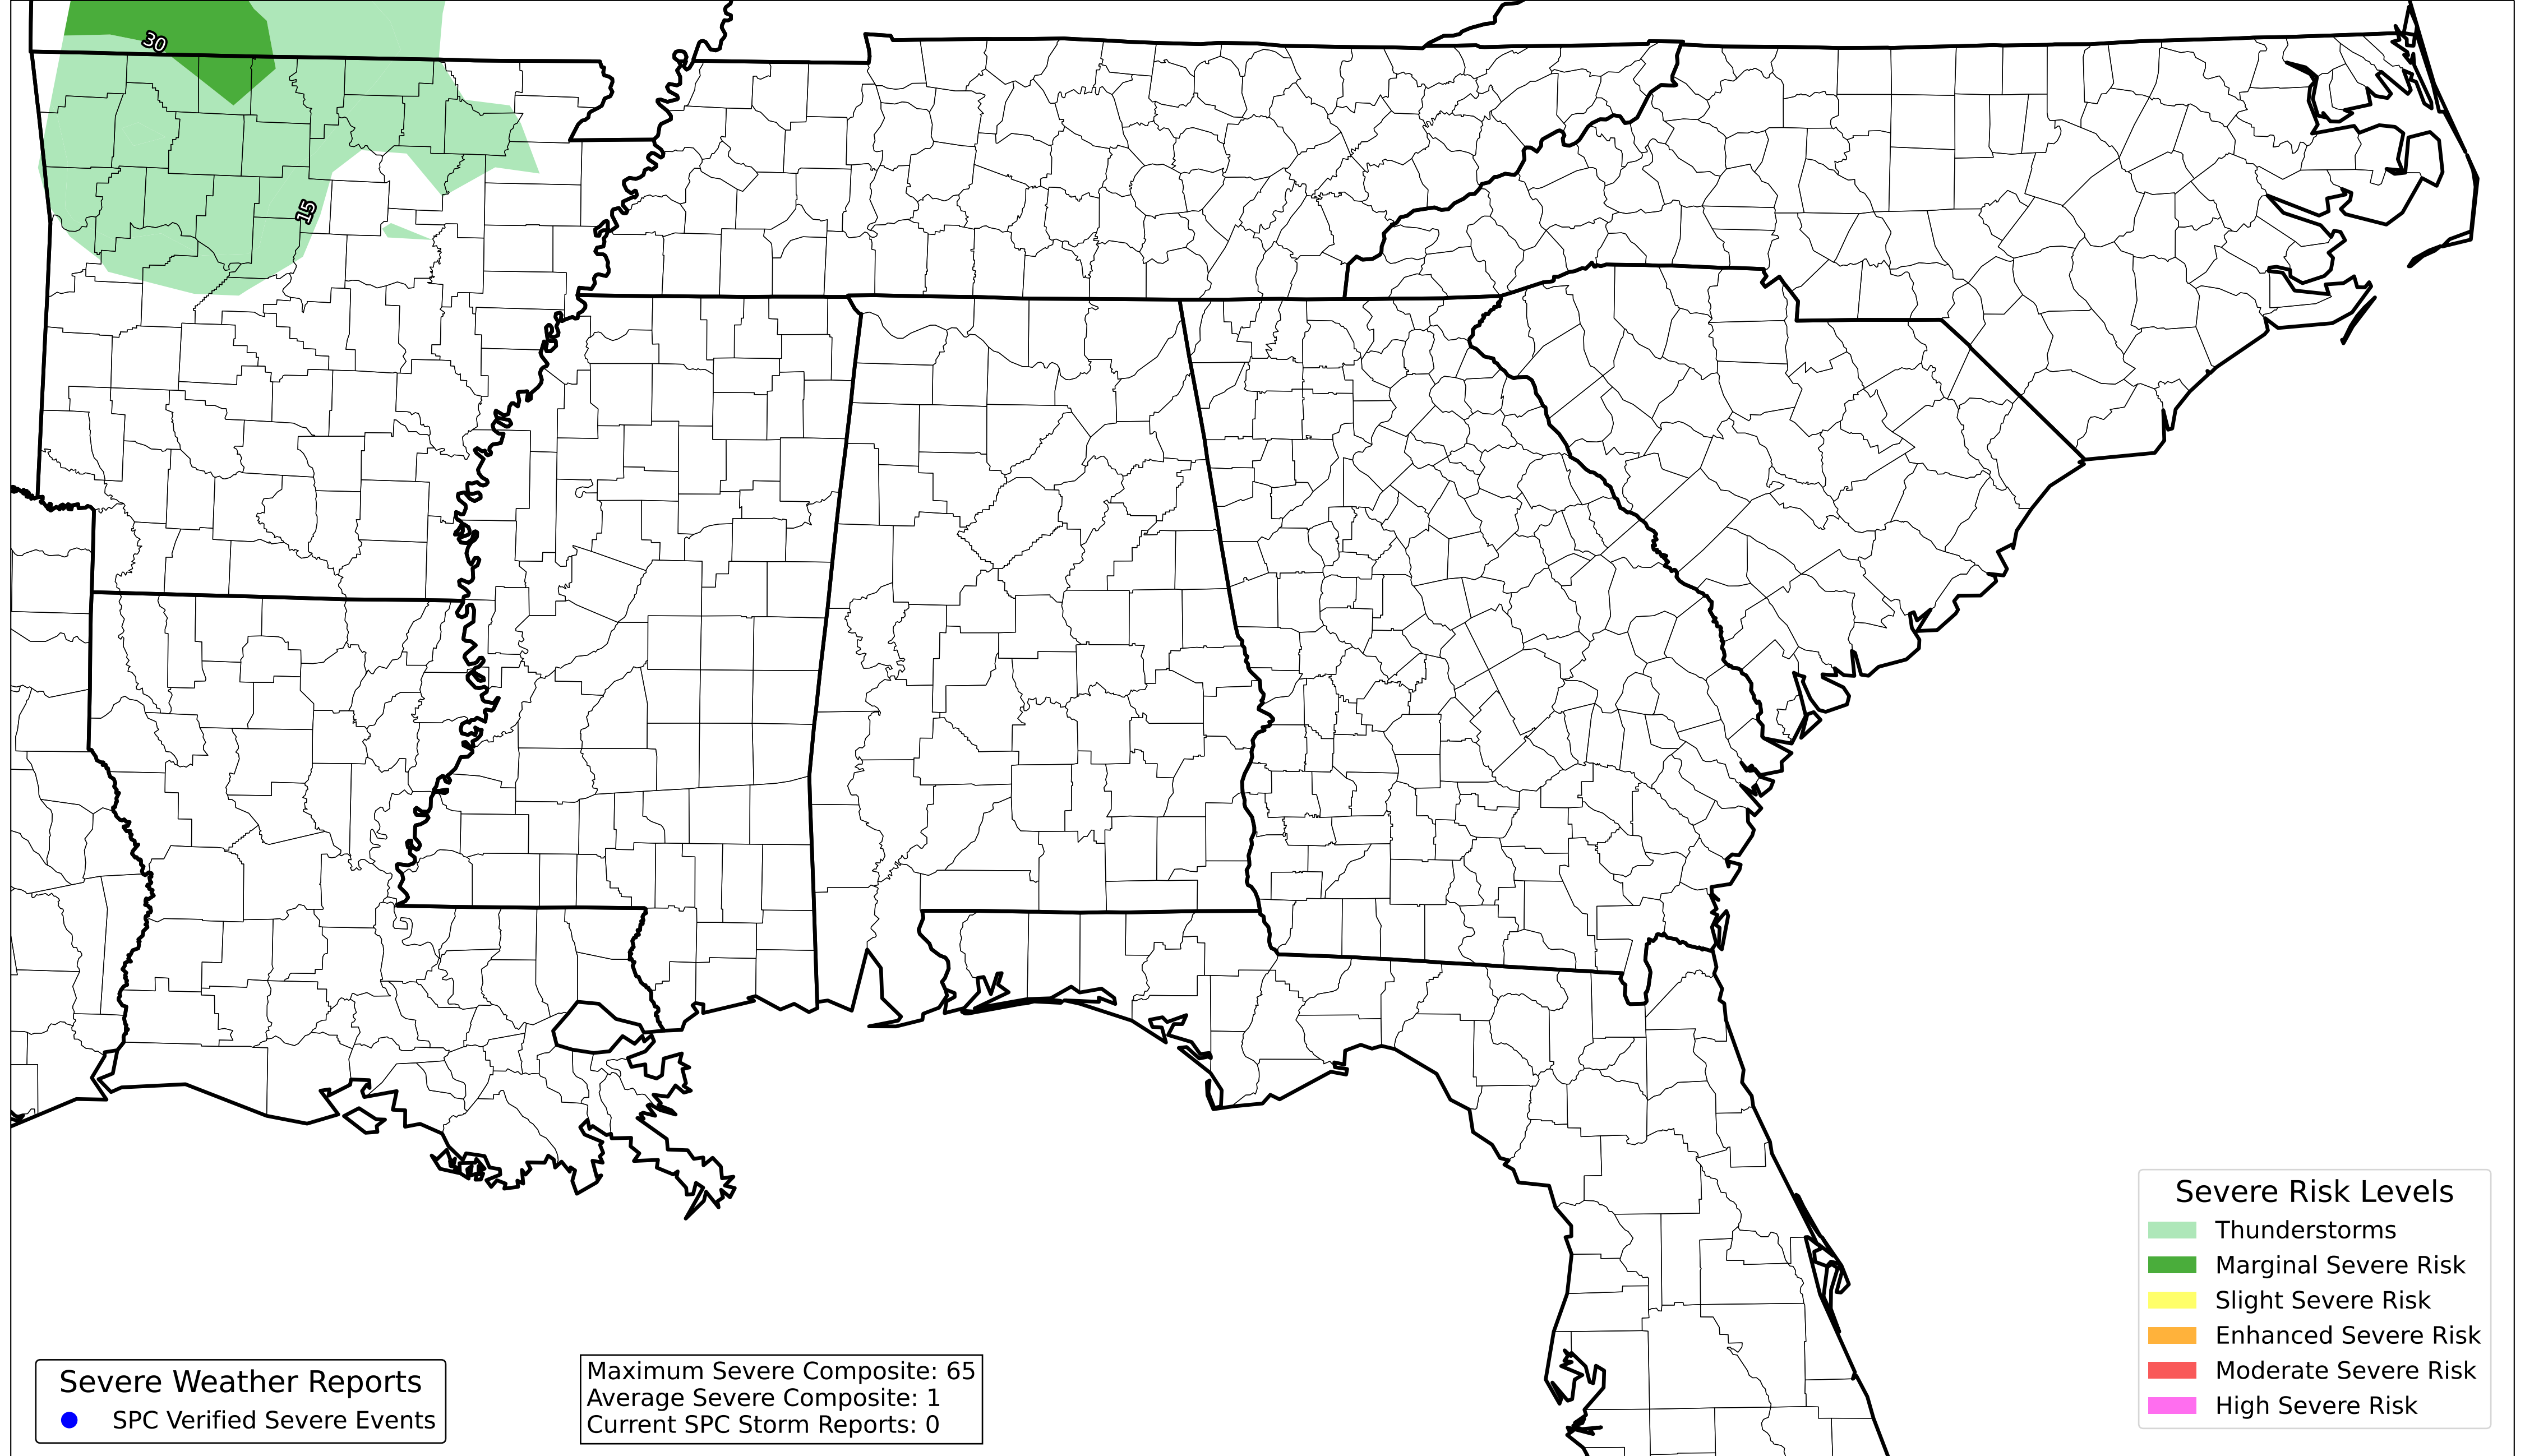 30
15
Severe Risk Levels
Thunderstorms
Marginal Severe Risk
Slight Severe Risk
Enhanced Severe Risk
Moderate Severe Risk
High Severe Risk
Severe Weather Reports
SPC Verified Severe Events
Maximum Severe Composite: 65
Average Severe Composite: 1
Current SPC Storm Reports: 0